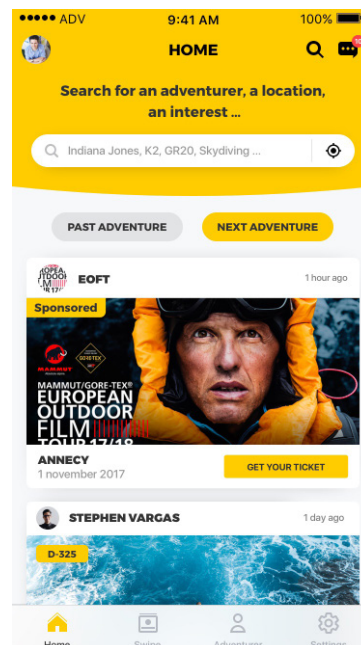 ADV
9:41 AM
100%
HOME
Search for an adventurer, a location,
an interest ...
Indiana Jones, K2, GR20, Skydiving ...
PAST ADVENTURE
NEXT ADVENTURE
EOFT
1 hour ago
Sponsored
MAMMUT
GORE-TEX
MAMMUT/GORE-TEX®
EUROPEAN
OUTDOOR
FILM
TOUR 17/18
ANNECY
1 november 2017
GET YOUR TICKET
STEPHEN VARGAS
1 day ago
D-325
Home
Swipe
Adventurer
Settings